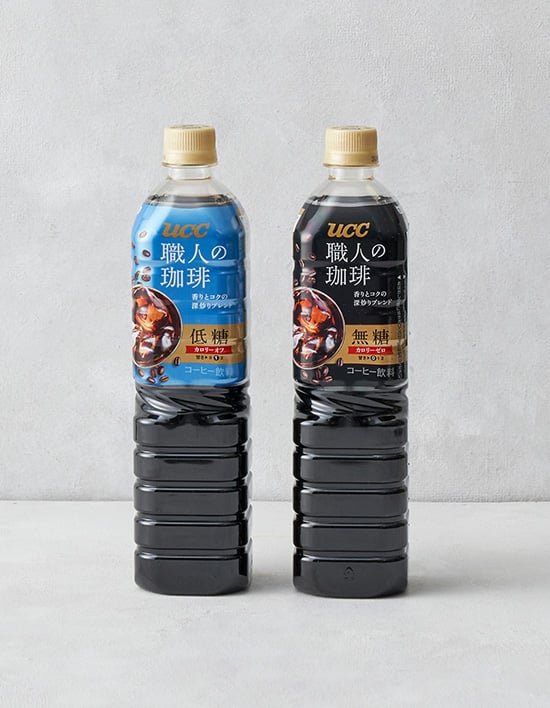 ucc
職人の
珈琲
香りとコクの
深炒りブレンド
低糖
カロリーオフ
コーヒー飲料
ucc
職人の
珈琲
香りとコクの
深炒りブレンド
無糖
カロリーゼロ
コーヒー飲料